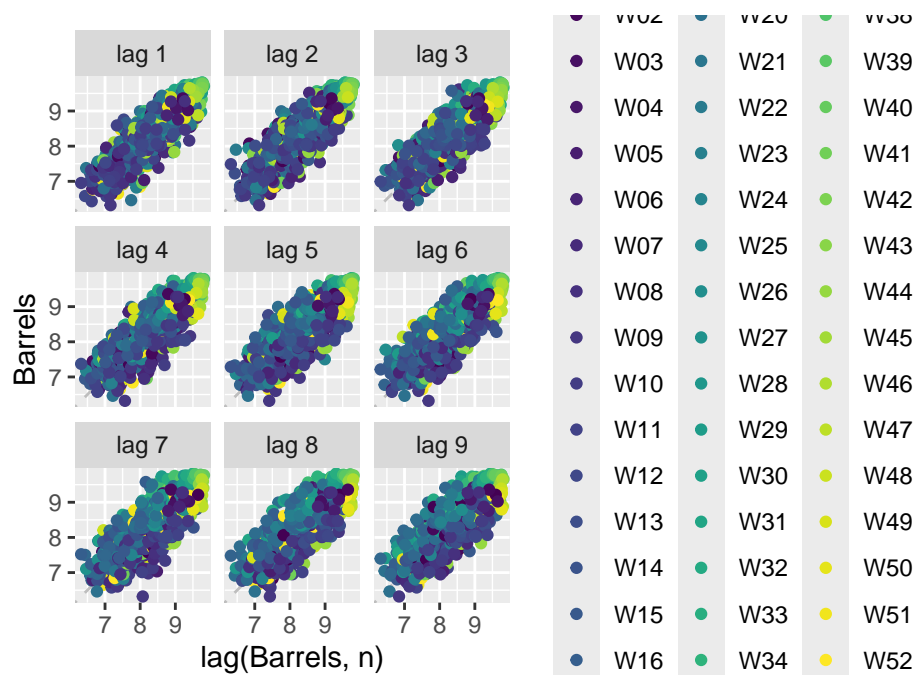 lag 1
lag 2
lag 3
9
8
7
lag 4
lag 5
lag 6
9
8
7
Barrels
lag 7
lag 8
lag 9
9
8
7
7 8 9
7 8 9
7 8 9
lag(Barrels, n)
W02
W03
W04
W05
W06
W07
W08
W09
W10
W11
W12
W13
W14
W15
W16
W20
W21
W22
W23
W24
W25
W26
W27
W28
W29
W30
W31
W32
W33
W34
W38
W39
W40
W41
W42
W43
W44
W45
W46
W47
W48
W49
W50
W51
W52